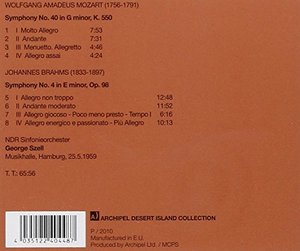 WOLFGANG AMADEUS MOZART (1756-1791)
Symphony No. 40 in G minor, K. 550
1 I Molto Allegro 7:53
2 II Andante 7:31
3 III Menuetto. Allegretto 4:46
4 IV Allegro assai 4:24
JOHANNES BRAHMS (1833-1897)
Symphony No. 4 in E minor, Op. 98
5 I Allegro non troppo 12:48
6 II Andante moderato 11:52
7 III Allegro giocoso - Poco meno presto - Tempo I 6:24
8 IV Allegro energico e passionato - Più Allegro 10:13
NDR Sinfonieorchester
George Szell
Musikhalle, Hamburg, 25.5.1959
T. T.: 65:56
ARCHIPEL DESERT ISLAND COLLECTION
P / 2010
Manufactured in E.U.
Produced by Archipel Ltd. / MCPS
4 035122 404487